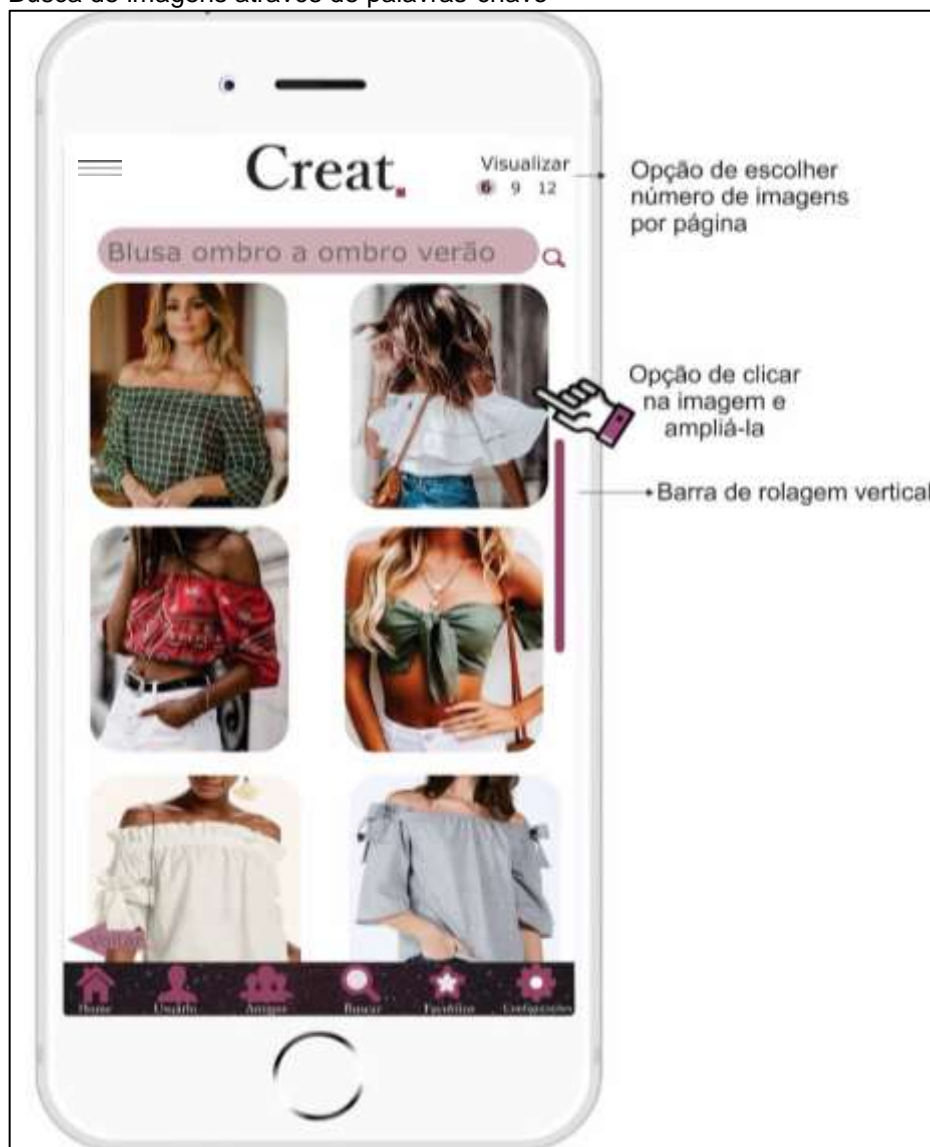 Busca de imagens através de palavras-chave
Creat.
Visualizar
6 9 12
Opção de escolher
número de imagens
por página
Blusa ombro a ombro verão
Opção de clicar
na imagem e
ampliá-la
Barra de rolagem vertical
Voltar
Home Usuário Amigos Buscar Favoritos Configurações